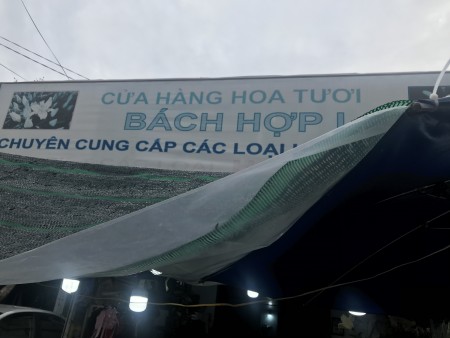 CỬA HÀNG HOA TƯƠI
BÁCH HỢP
CHUYÊN CUNG CẤP CÁC LOẠI